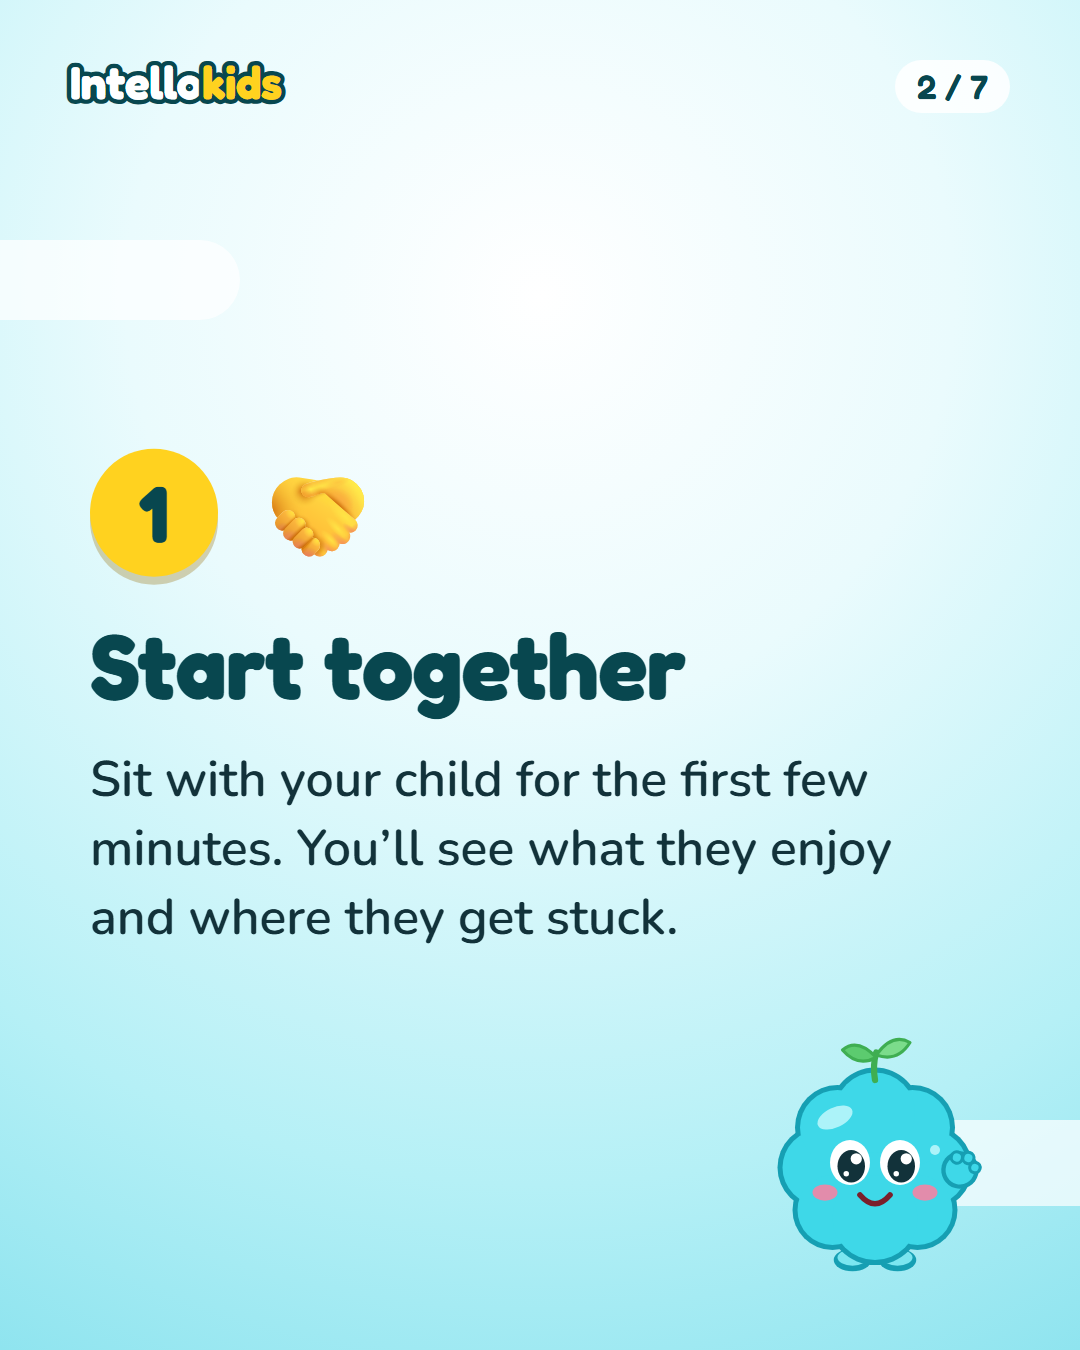 Intellokids
2 / 7
1
Start together
Sit with your child for the first few
minutes. You’ll see what they enjoy
and where they get stuck.